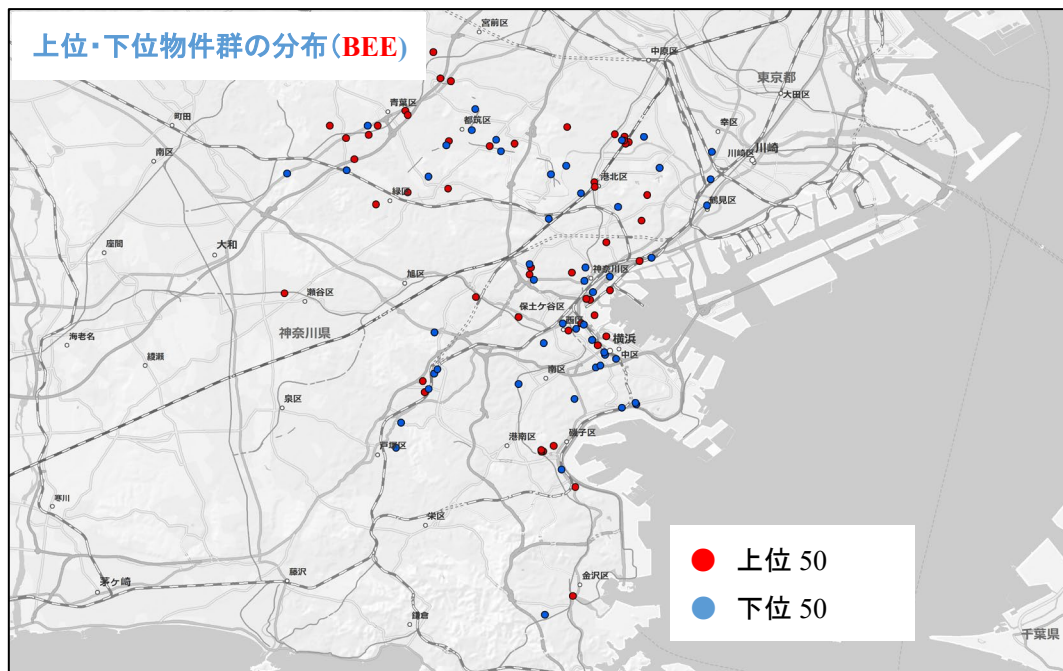 上位・下位物件群の分布(BEE)
宮前区
中原区
東京都
大田区
町田
青葉区
都筑区
幸区
川崎区
川崎
南区
港北区
緑区
鶴見区
座間
大和
旭区
神奈川区
瀬谷区
保土ケ谷区
西区
神奈川県
海老名
横浜
中区
綾瀬
南区
泉区
港南区
磯子区
戸塚区
寒川
栄区
上位 50
藤沢
金沢区
茅ヶ崎
下位 50
鎌倉
千葉県